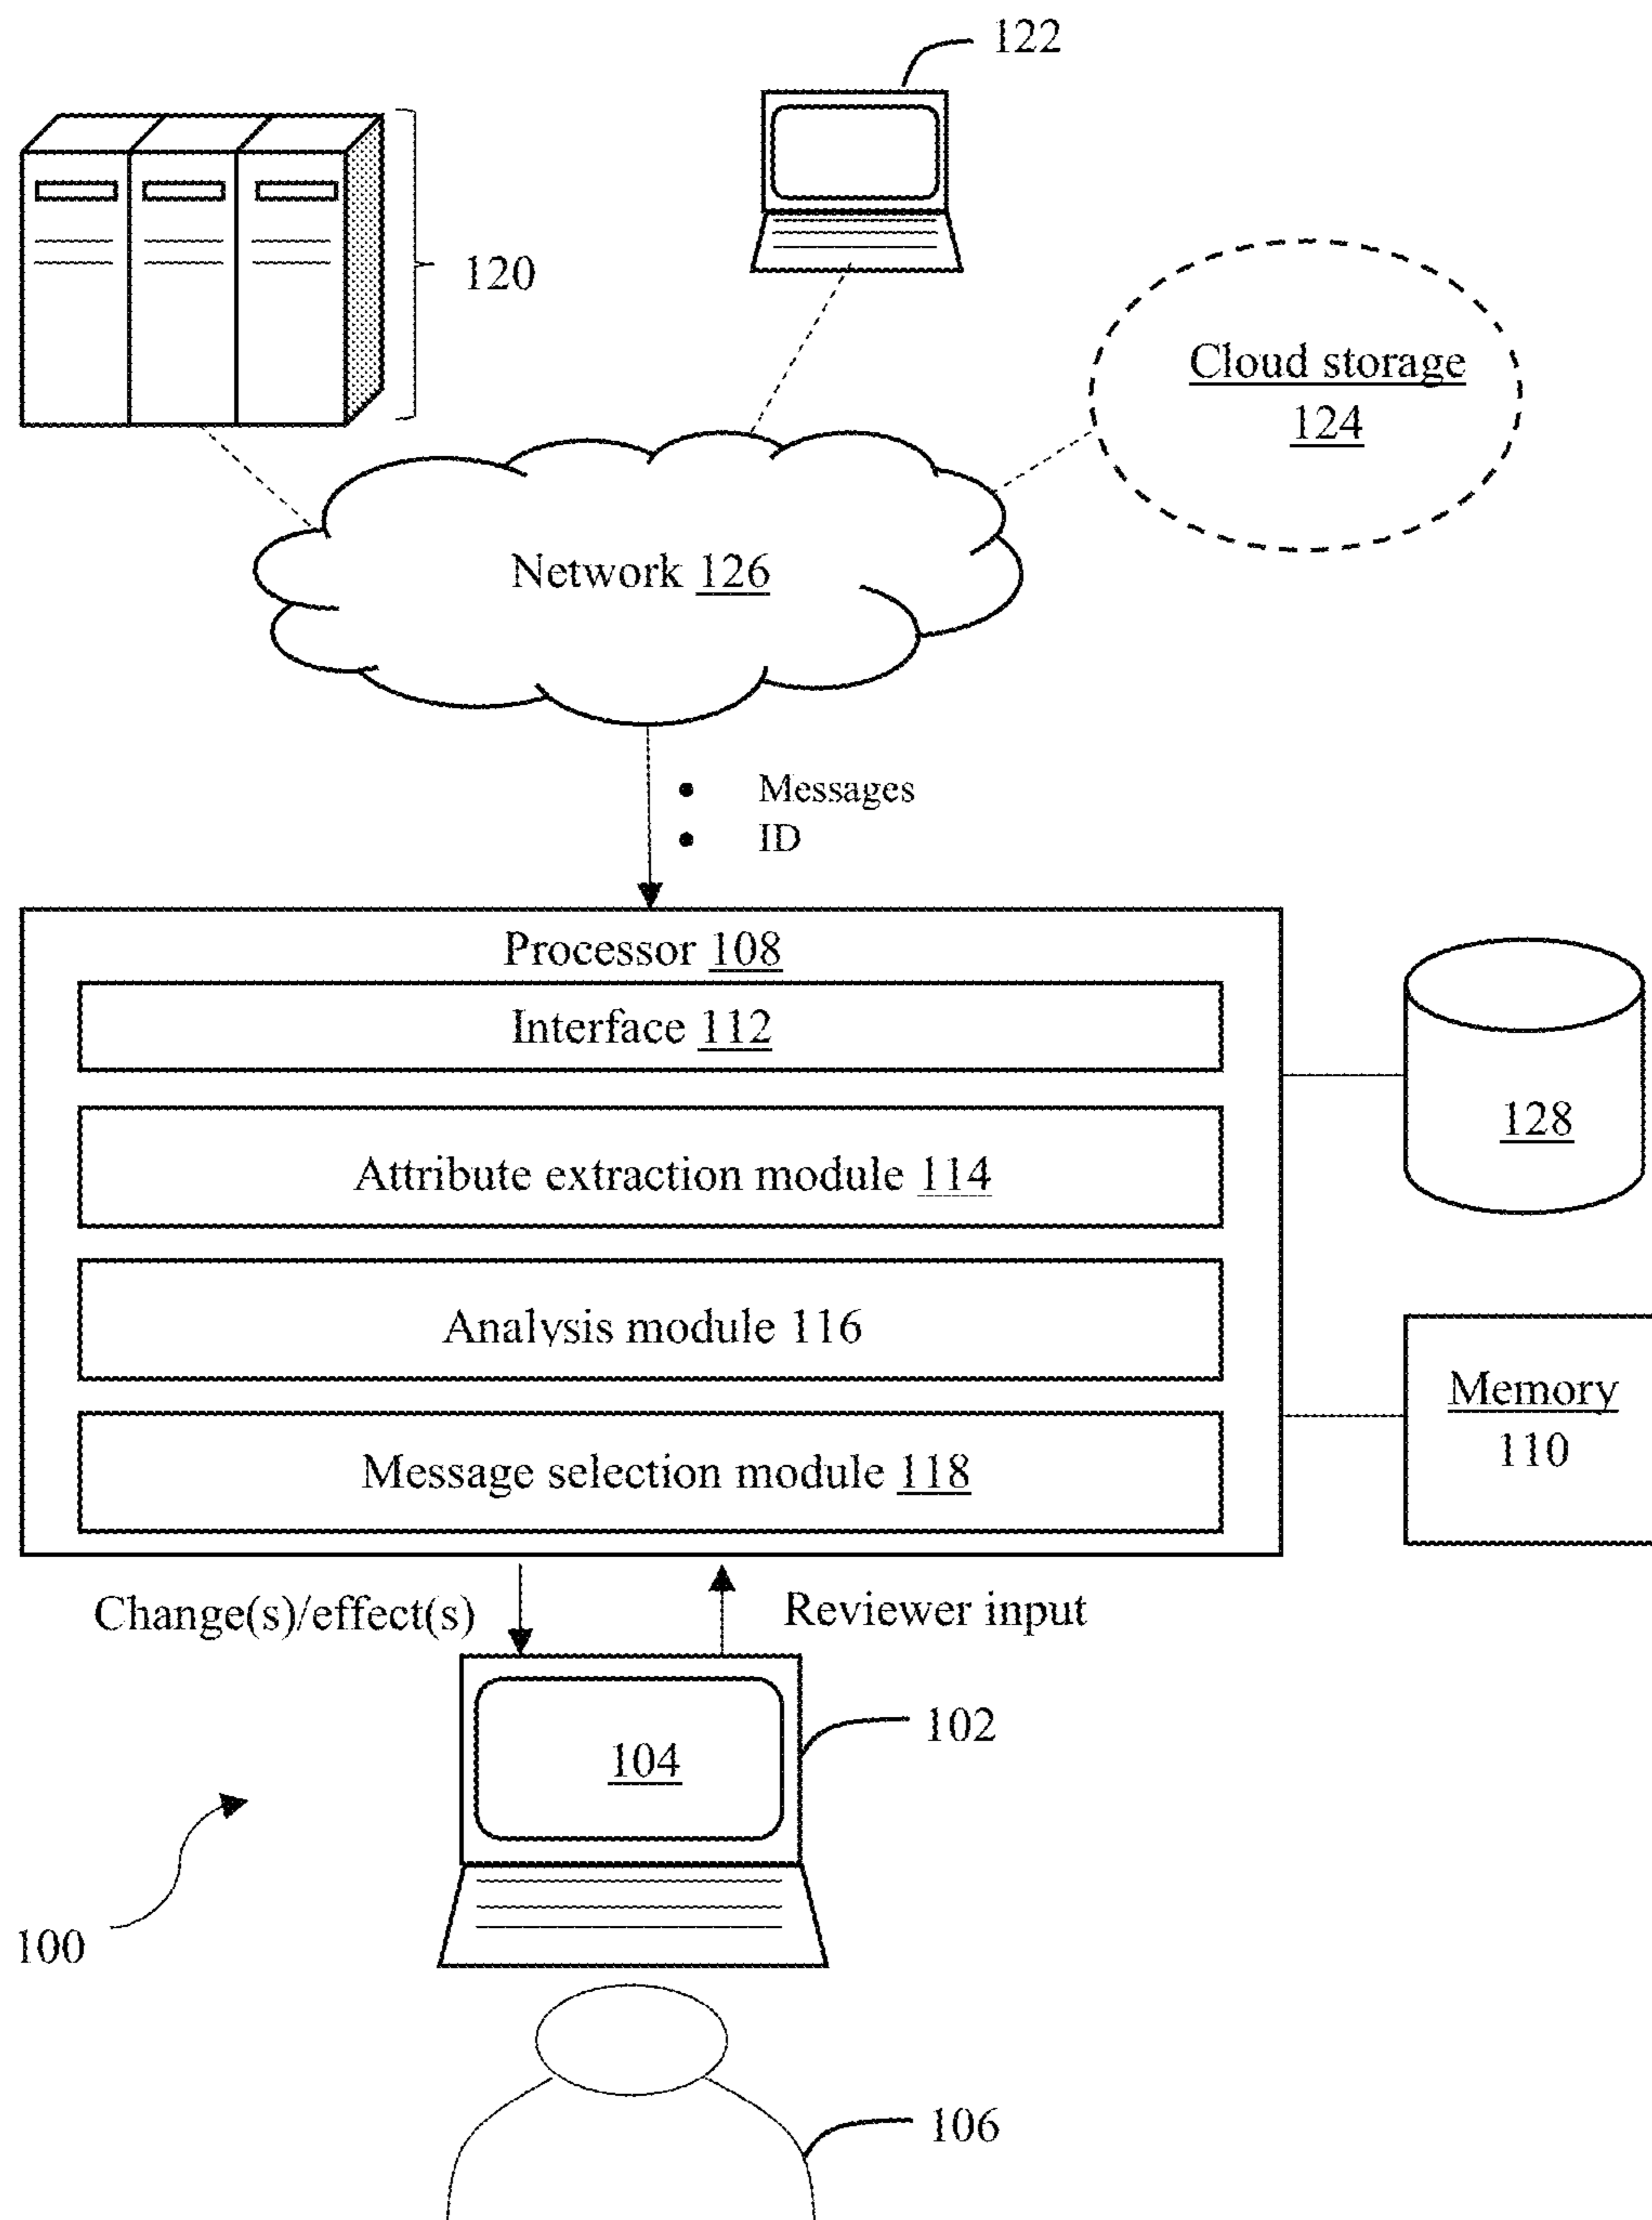 122
120
Cloud storage
124
Network 126
• Messages
• ID
Processor 108
Interface 112
128
Attribute extraction module 114
Analysis module 116
Memory
110
Message selection module 118
Change(s)/effect(s)
Reviewer input
102
104
100
106